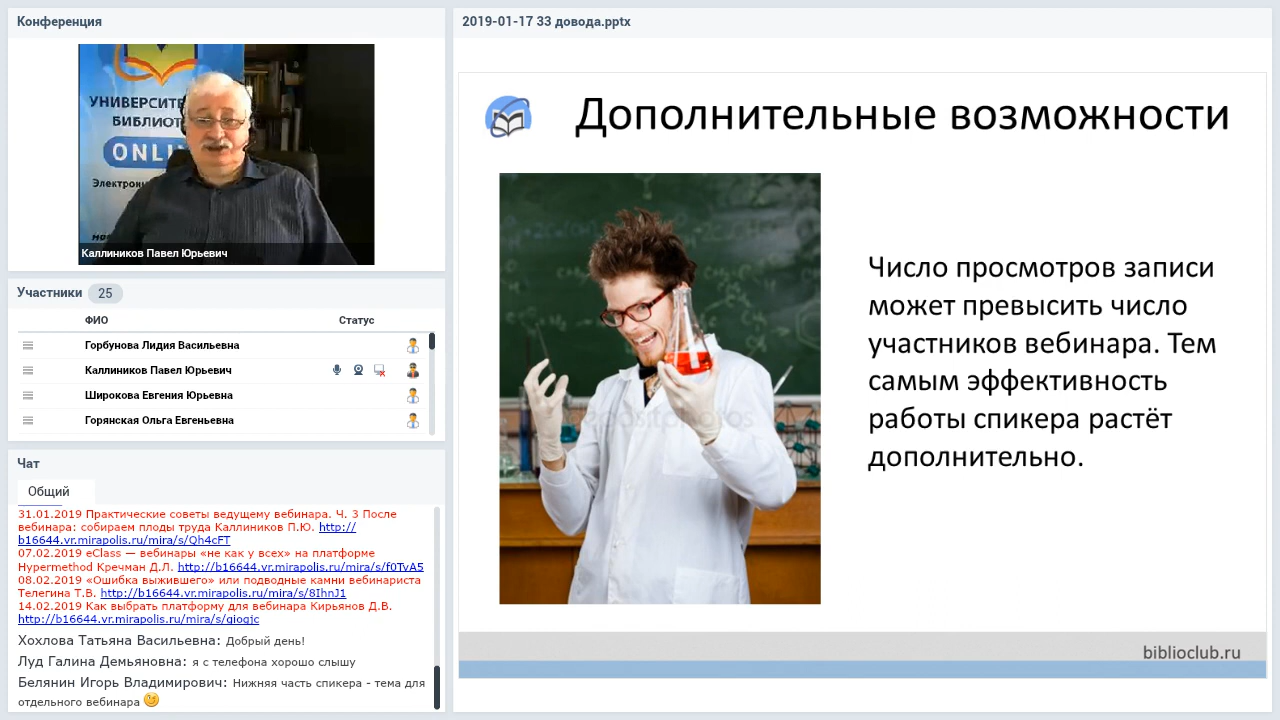 Конференция
УНИВЕРСИТЕ
БИБЛИОТ
ONLI
Электрон
Каллиников Павел Юрьевич
Участники 25
ФИО Статус
Горбунова Лидия Васильевна
Каллиников Павел Юрьевич
Широкова Евгения Юрьевна
Горянская Ольга Евгеньевна
Чат
Общий
31.01.2019 Практические советы ведущему вебинара. Ч. 3 После
вебинара: собираем плоды труда Каллиников П.Ю. http://
b16644.vr.mirapolis.ru/mira/s/Qh4cFT
07.02.2019 eClass — вебинары «не как у всех» на платформе
Hypermethod Кречман Д.Л. http://b16644.vr.mirapolis.ru/mira/s/f0TvA5
08.02.2019 «Ошибка выжившего» или подводные камни вебинариста
Телегина Т.В. http://b16644.vr.mirapolis.ru/mira/s/8IhnJ1
14.02.2019 Как выбрать платформу для вебинара Кирьянов Д.В.
http://b16644.vr.mirapolis.ru/mira/s/giogjc
Хохлова Татьяна Васильевна: Добрый день!
Луд Галина Демьяновна: я с телефона хорошо слышу
Белянин Игорь Владимирович: Нижняя часть спикера - тема для
отдельного вебинара
2019-01-17 33 довода.pptx
Дополнительные возможности
Число просмотров записи
может превысить число
участников вебинара. Тем
самым эффективность
работы спикера растёт
дополнительно.
biblioclub.ru